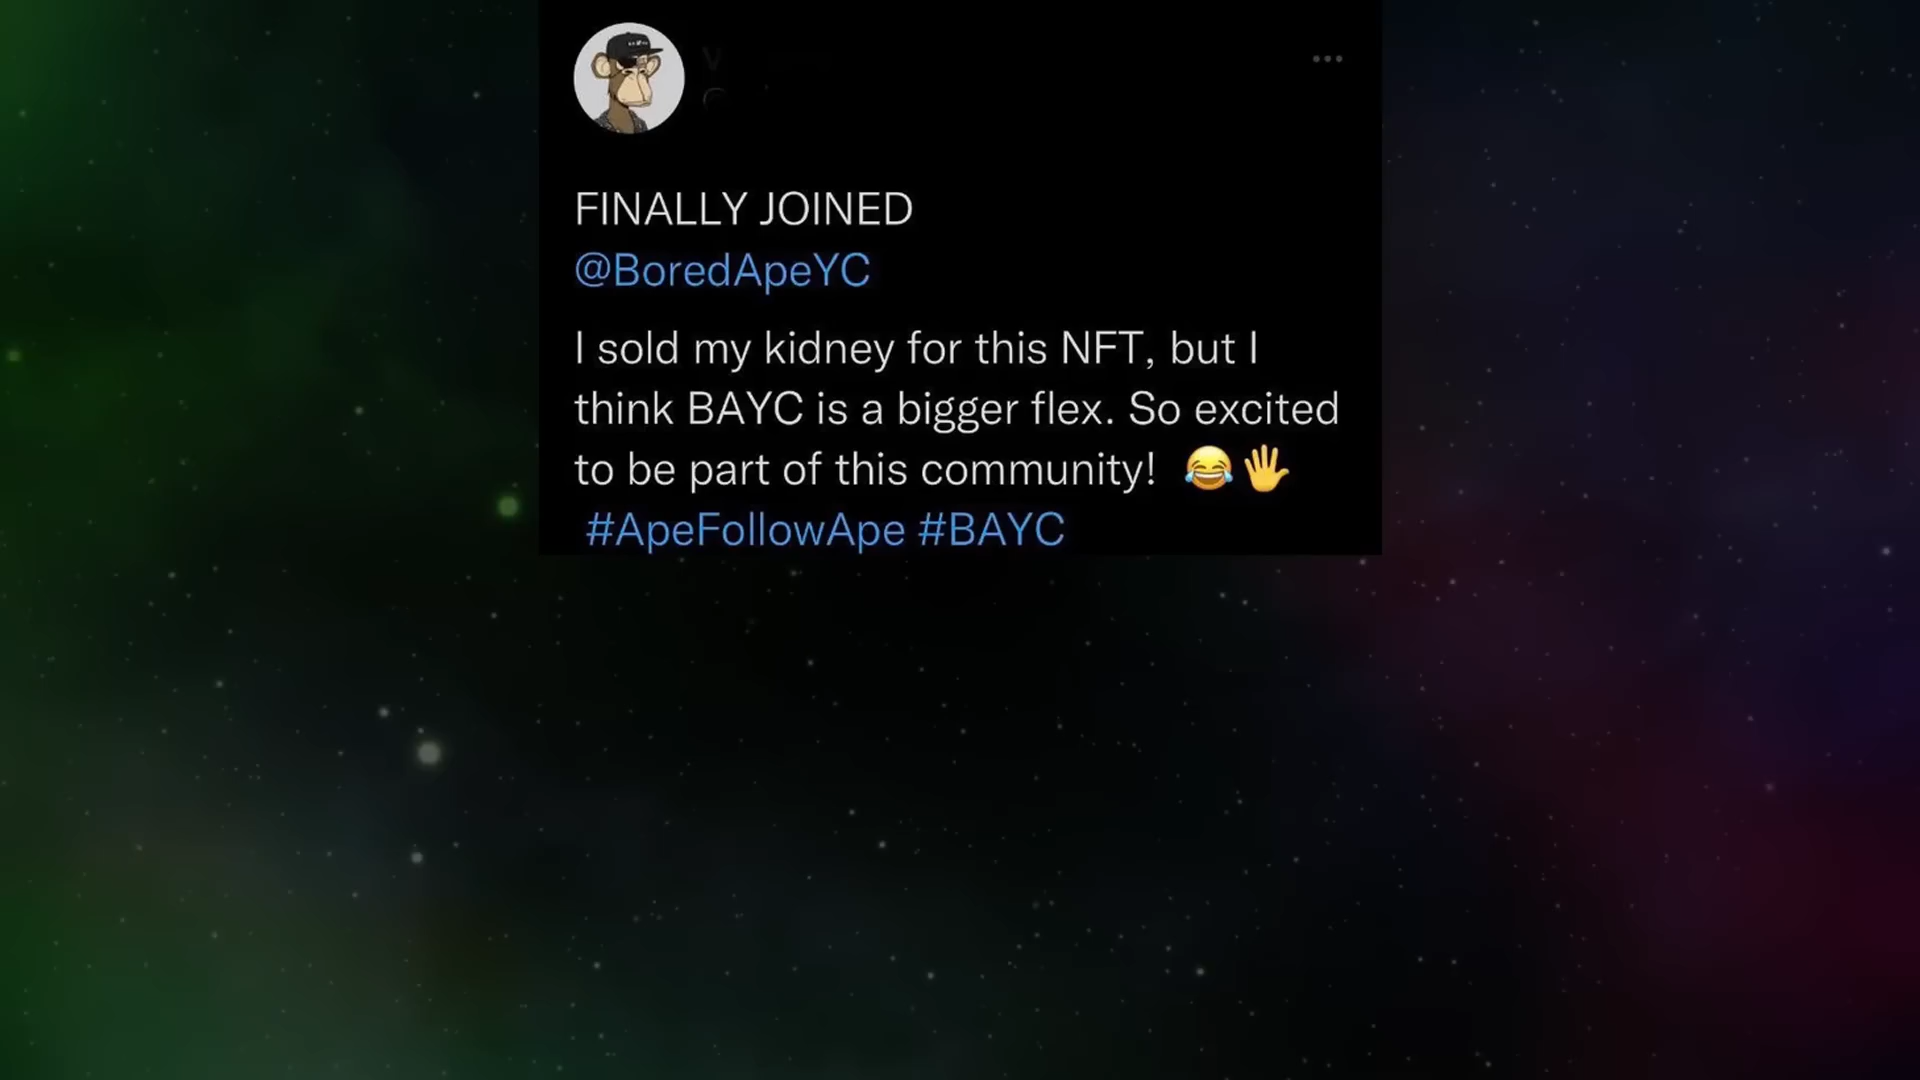 FINALLY JOINED
@BoredApeYC
I sold my kidney for this NFT, but I
think BAYC is a bigger flex. So excited
to be part of this community! 😂🖐
#ApeFollowApe #BAYC